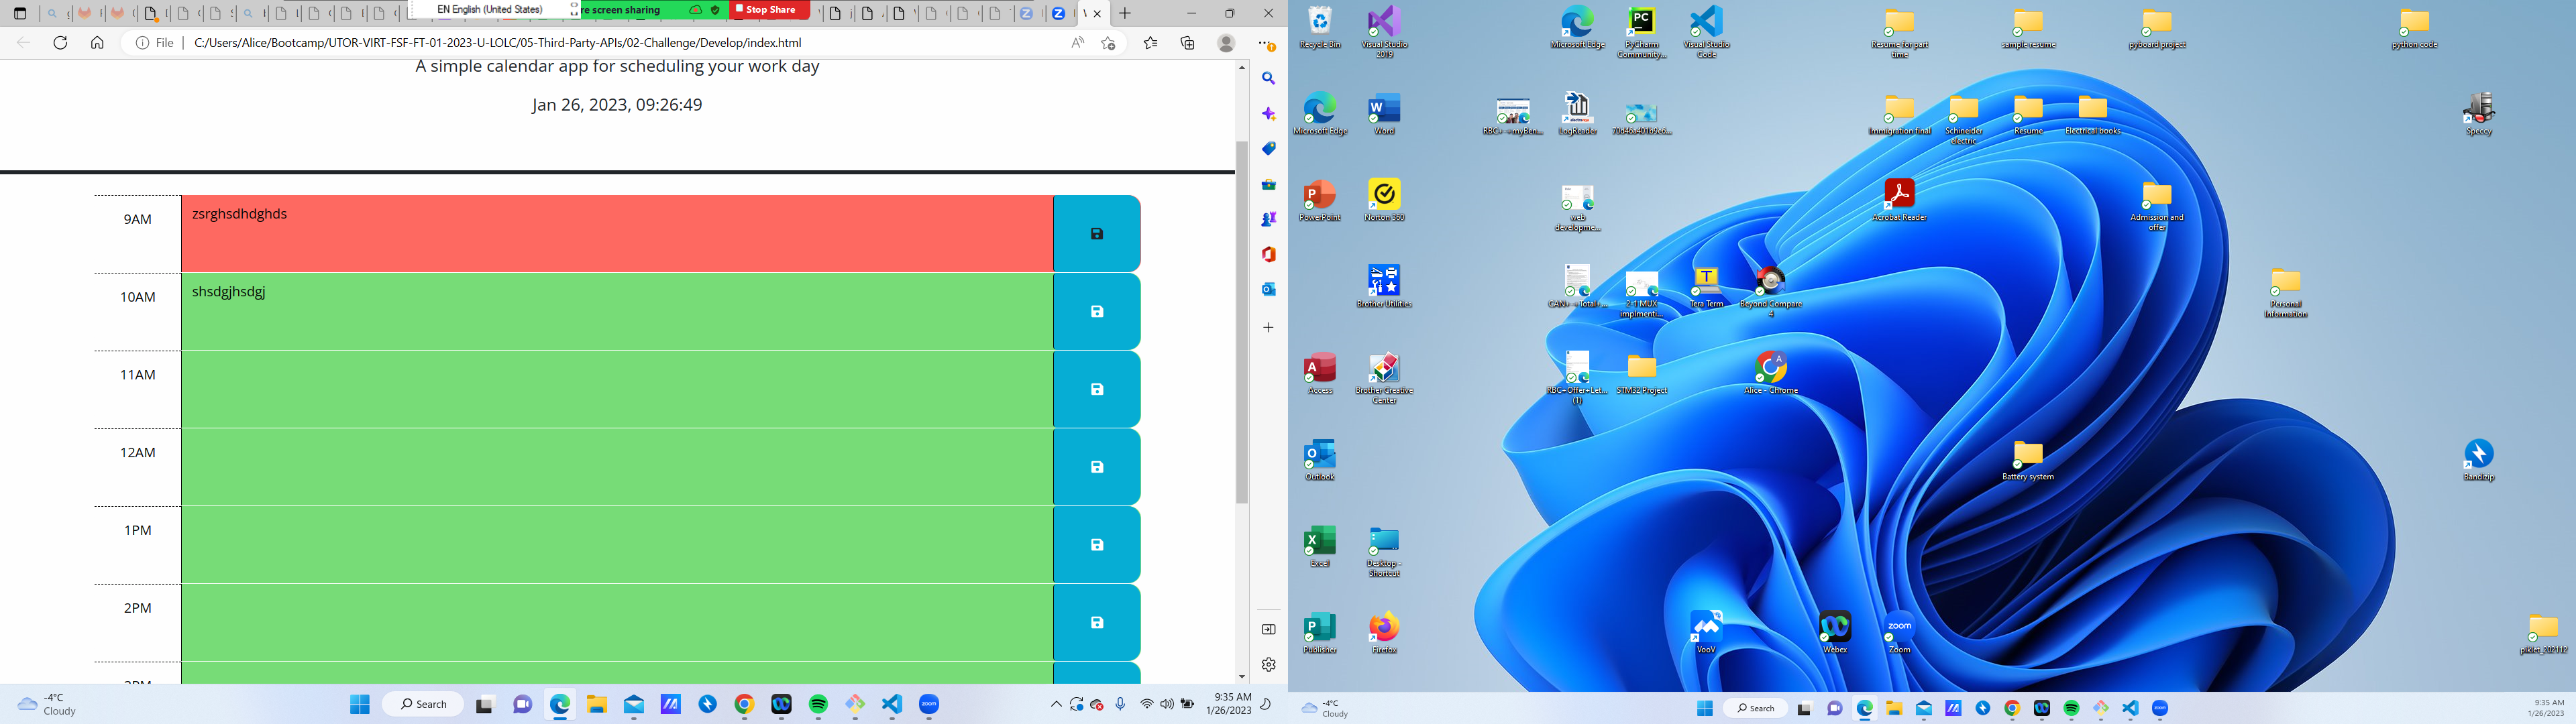 EN English (United States)
re screen sharing
Stop Share
File
C:/Users/Alice/Bootcamp/UTOR-VIRT-FSF-FT-01-2023-U-LOLC/05-Third-Party-APIs/02-Challenge/Develop/index.html
A simple calendar app for scheduling your work day
Jan 26, 2023, 09:26:49
9AM
zsrghsdhdghds
10AM
shsdgjhsdgj
11AM
12AM
1PM
2PM
-4°C
Cloudy
Search
zoom
9:35 AM
1/26/2023
Recycle Bin
Visual Studio
2019
Microsoft Edge
PyCharm
Community...
Visual Studio
Code
Resume for part
time
sample resume
pyboard project
python code
Microsoft Edge
Word
RBC+-+myBen...
LogReader
Immigration final
Schineider
electric
Resume
Electrical books
Speccy
PowerPoint
Norton 360
web
developme...
Acrobat Reader
Admission and
offer
Brother Utilities
CAN+-+Total+...
2-1 MUX
implmenti...
Tera Term
Beyond Compare
4
Personal
Information
Access
Brother Creative
Center
RBC+Offer+Let...
(1)
STM32 Project
Alice - Chrome
Outlook
Battery system
Bandizip
Excel
Desktop -
Shortcut
Publisher
Firefox
VooV
Webex
zoom
Zoom
-4°C
Cloudy
Search
9:35 AM
1/26/2023